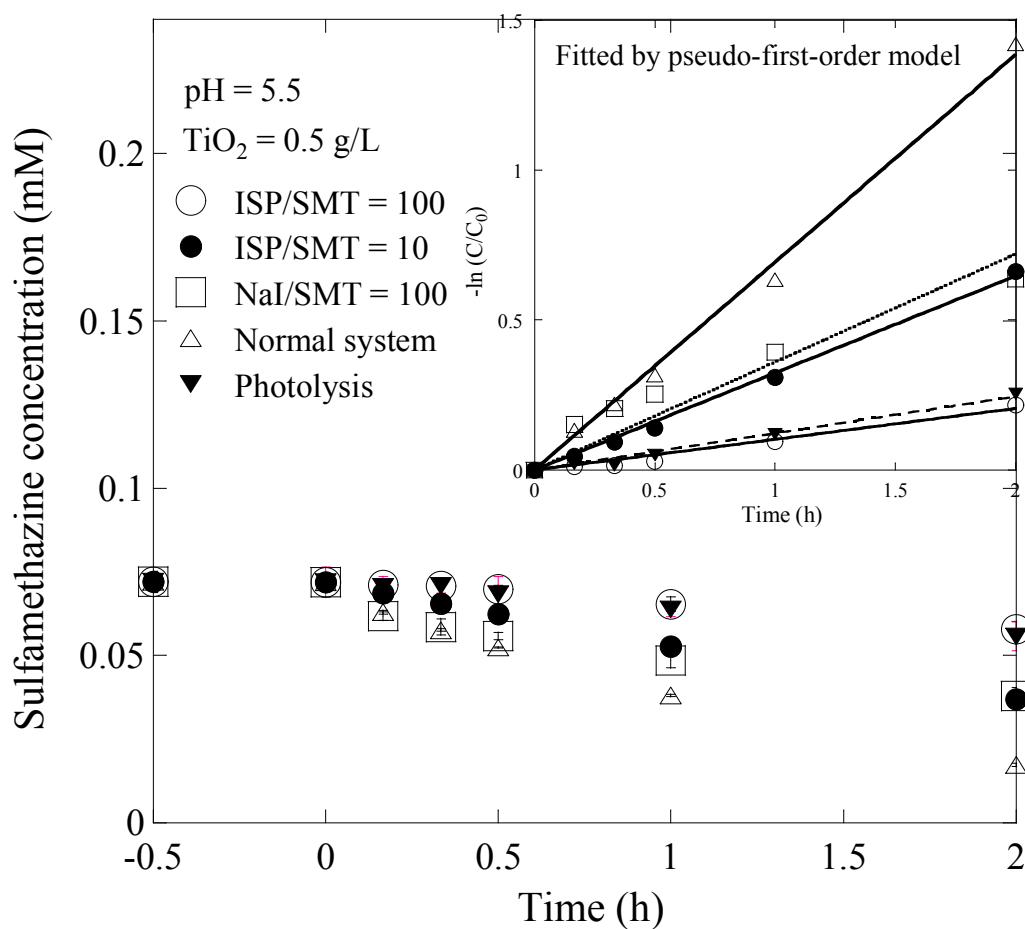 Fitted by pseudo-first-order model
pH = 5.5
TiO₂ = 0.5 g/L
ISP/SMT = 100
ISP/SMT = 10
NaI/SMT = 100
Normal system
Photolysis
-ln (C/C₀)
1.5
1
0.5
0
0
0.5
1
1.5
2
Time (h)
Sulfamethazine concentration (mM)
0.2
0.15
0.1
0.05
0
-0.5
0
0.5
1
1.5
2
Time (h)